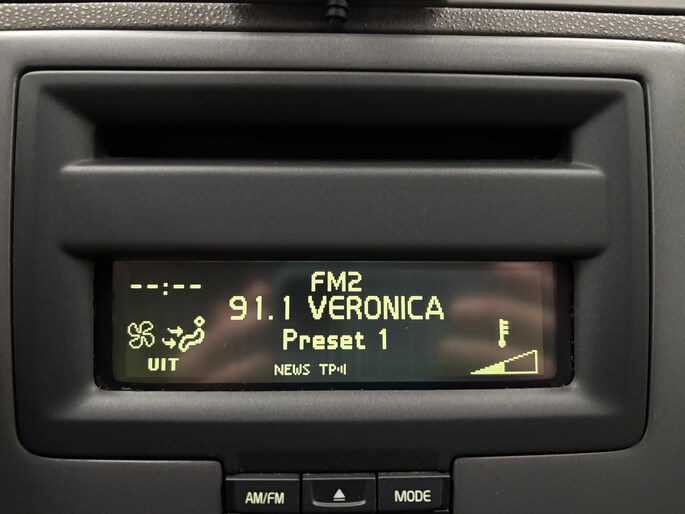 --:--
FM2
91.1 VERONICA
Preset 1
UIT
NEWS TP
AM/FM
MODE